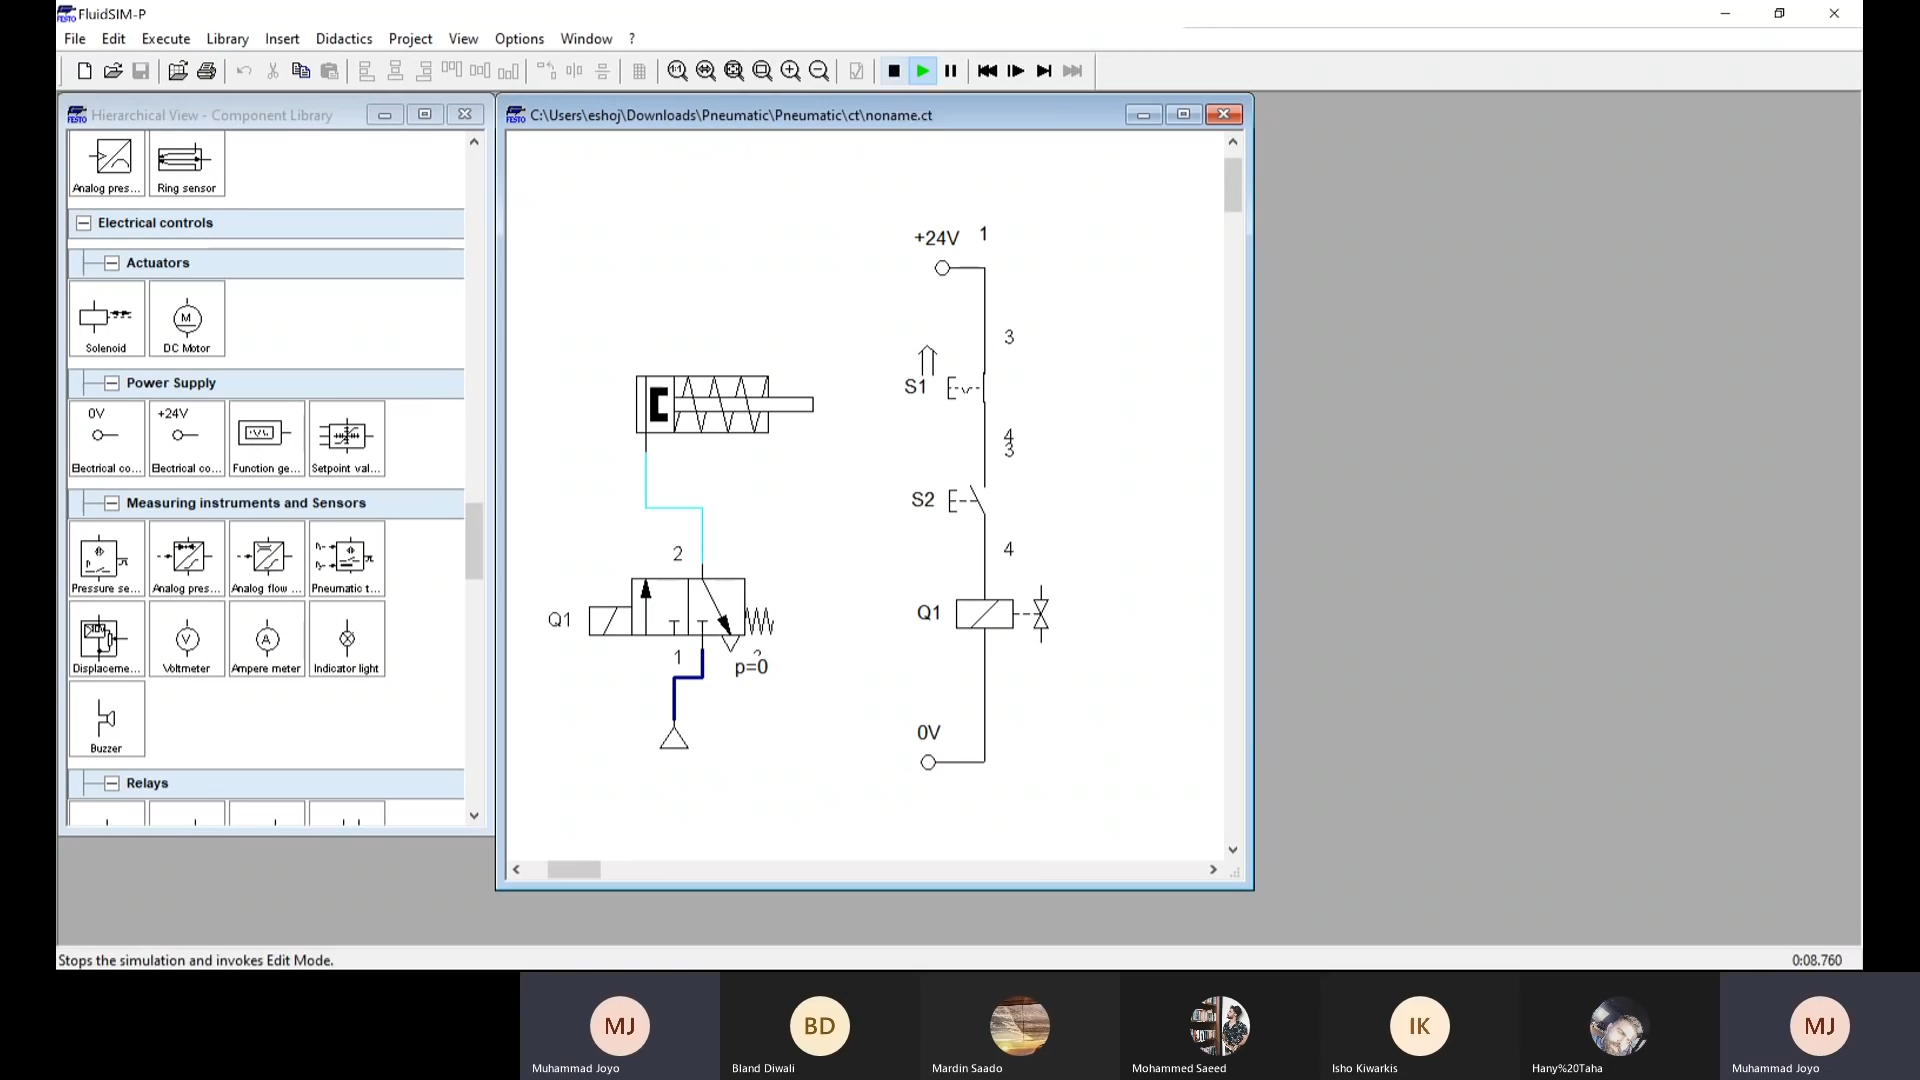 FluidSIM-P
File Edit Execute Library Insert Didactics Project View Options Window ?
Hierarchical View - Component Library
C:\Users\eshoj\Downloads\Pneumatic\Pneumatic\ct\noname.ct
Analog pres... Ring sensor
Electrical controls
Actuators
M
Solenoid DC Motor
Power Supply
0V +24V
Electrical co... Electrical co... Function ge... Setpoint val...
Measuring instruments and Sensors
Pressure se... Analog pres... Analog flow ... Pneumatic t...
V A
Displaceme... Voltmeter Ampere meter Indicator light
Buzzer
Relays
+24V 1
3
S1
4
3
S2
2
4
Q1
Q1
1
p=0
0V
Stops the simulation and invokes Edit Mode.
0:08.760
MJ BD IK MJ
Muhammad Joyo Bland Diwali Mardin Saado Mohammed Saeed Isho Kiwarkis Hany%20Taha Muhammad Joyo